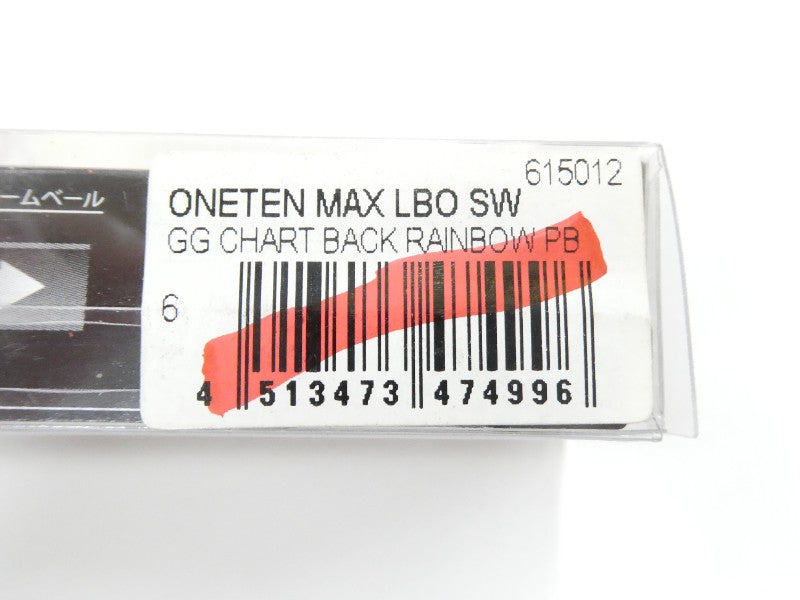 ームベール
615012
ONETEN MAX LBO SW
GG CHART BACK RAINBOW PB
6
4 513473 474996